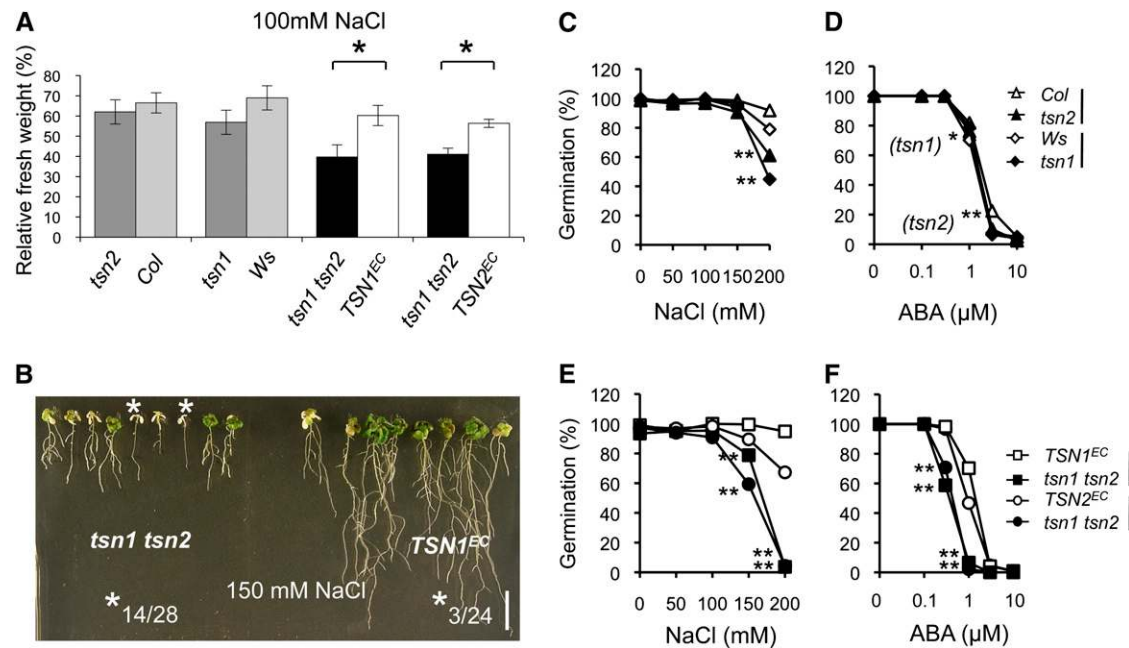 A
100mM NaCl
* *
Relative fresh weight (%)
80
70
60
50
40
30
20
10
0
tsn2 Col tsn1 Ws tsn1 tsn2 TSN1EC tsn1 tsn2 TSN2EC
B
* *
tsn1 tsn2 TSN1EC
150 mM NaCl
*14/28 *3/24
C
Germination (%)
120
100
80
60
40
20
0
**
**
0 50 100 150 200
NaCl (mM)
D
120
100
80
60
40
20
0
(tsn1) *
(tsn2) **
0 0.1 1 10
ABA (µM)
Col
tsn2
Ws
tsn1
E
Germination (%)
120
100
80
60
40
20
0
**
**
**
**
0 50 100 150 200
NaCl (mM)
F
120
100
80
60
40
20
0
**
**
**
**
0 0.1 1 10
ABA (µM)
TSN1EC
tsn1 tsn2
TSN2EC
tsn1 tsn2